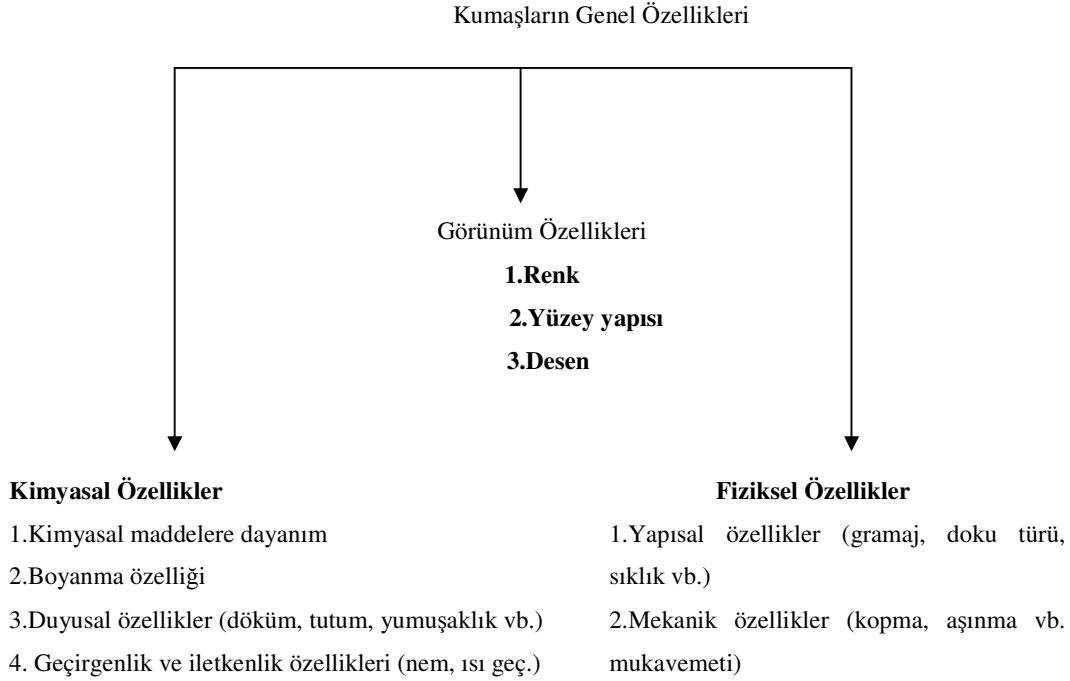 Kumaşların Genel Özellikleri
Görünüm Özellikleri
1.Renk
2.Yüzey yapısı
3.Desen
Kimyasal Özellikler
1.Kimyasal maddelere dayanım
2.Boyanma özelliği
3.Duyusal özellikler (döküm, tutum, yumuşaklık vb.)
4. Geçirgenlik ve iletkenlik özellikleri (nem, ısı geç.)
Fiziksel Özellikler
1.Yapısal özellikler (gramaj, doku türü,
sıklık vb.)
2.Mekanik özellikler (kopma, aşınma vb.
mukavemeti)